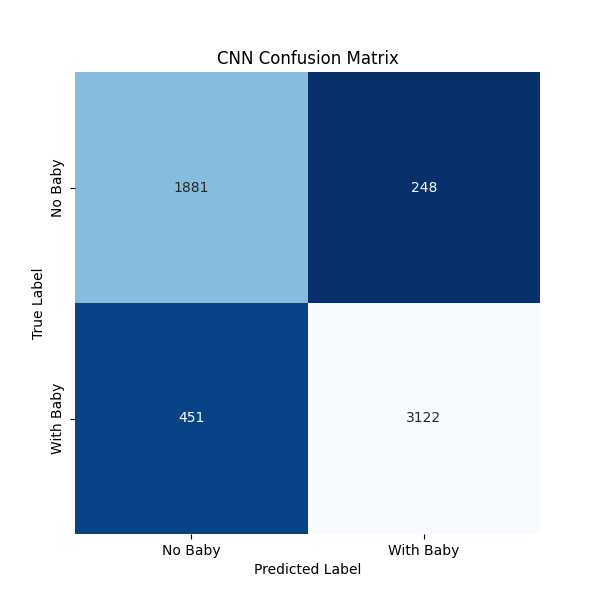 CNN Confusion Matrix
No Baby
1881
248
True Label
With Baby
451
3122
No Baby
With Baby
Predicted Label